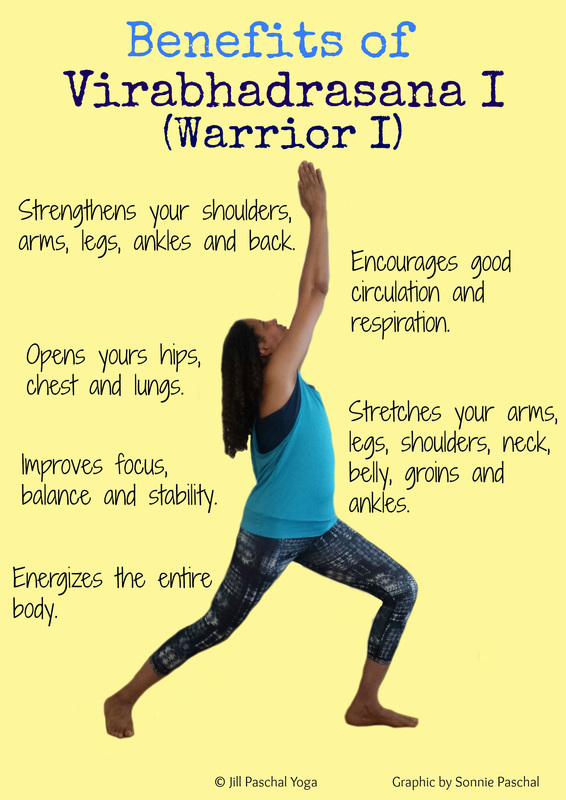 Benefits of
Virabhadrasana I
(Warrior I)
Strengthens your shoulders,
arms, legs, ankles and back.
Encourages good
circulation and
respiration.
Opens yours hips,
chest and lungs.
Stretches your arms,
legs, shoulders, neck,
belly, groins and
ankles.
Improves focus,
balance and stability.
Energizes the entire
body.
© Jill Paschal Yoga
Graphic by Sonnie Paschal